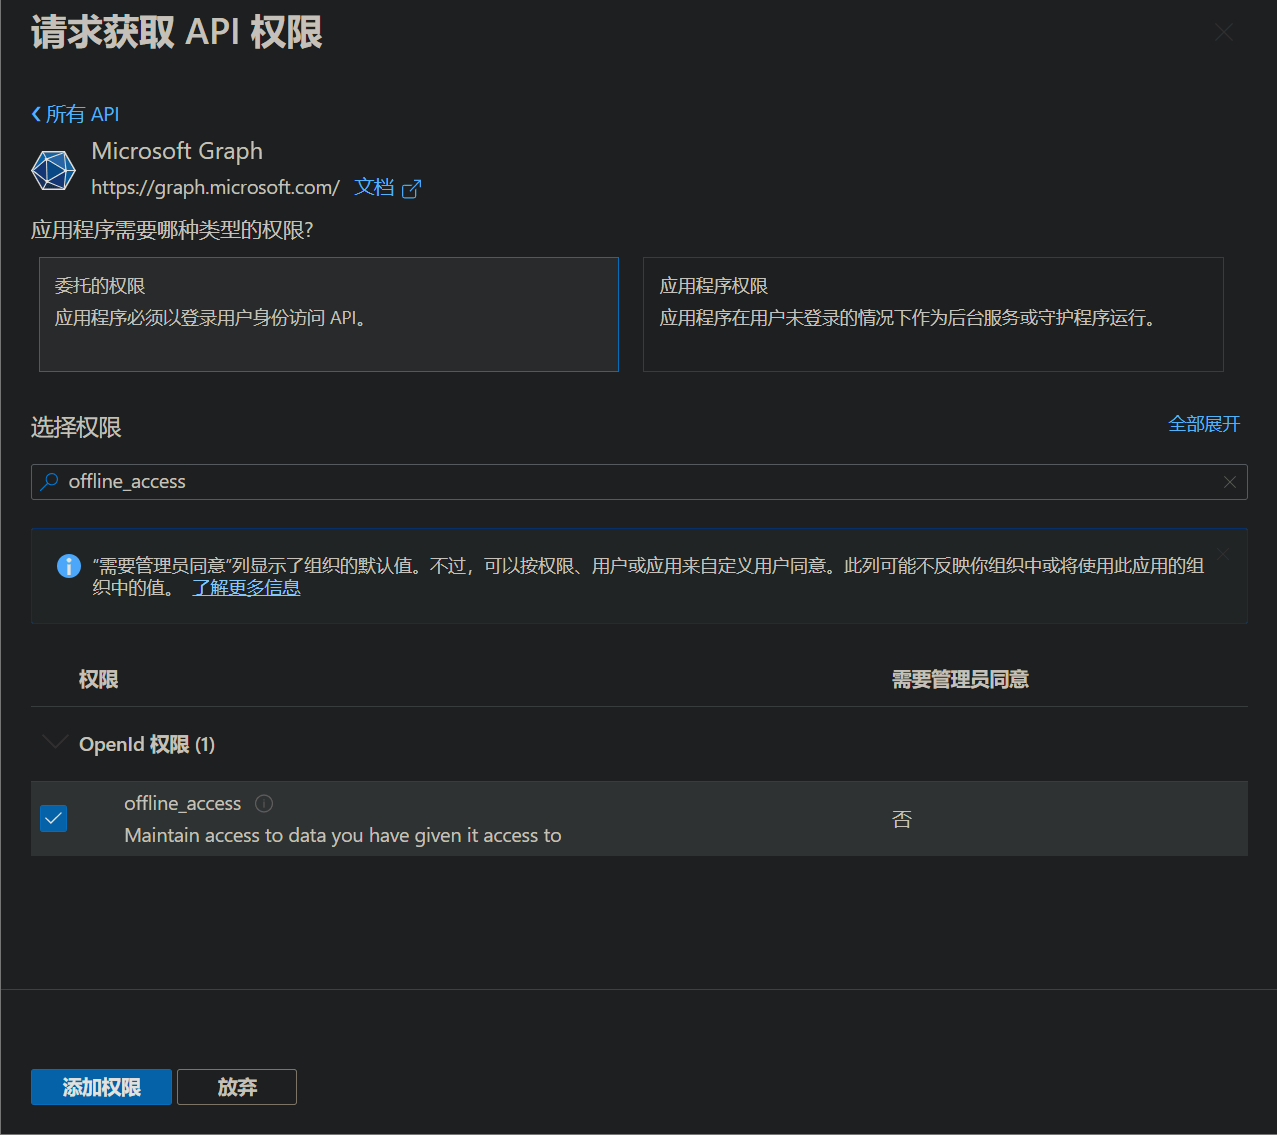 请求获取 API 权限
所有 API
Microsoft Graph
https://graph.microsoft.com/ 文档
应用程序需要哪种类型的权限?
委托的权限
应用程序必须以登录用户身份访问 API。
应用程序权限
应用程序在用户未登录的情况下作为后台服务或守护程序运行。
选择权限
全部展开
offline_access
“需要管理员同意”列显示了组织的默认值。不过，可以按权限、用户或应用来自定义用户同意。此列可能不反映你组织中或将使用此应用的组
织中的值。 了解更多信息
权限
需要管理员同意
OpenId 权限 (1)
offline_access
Maintain access to data you have given it access to
否
添加权限
放弃